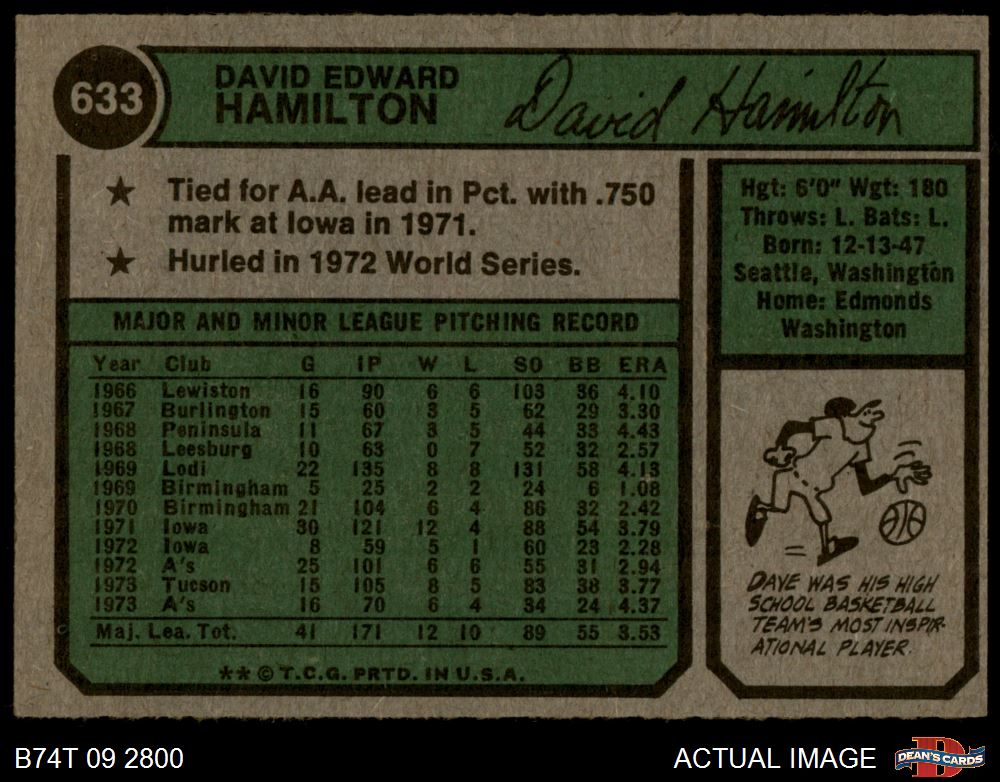 633
DAVID EDWARD
HAMILTON
David Hamilton
★ Tied for A.A. lead in Pct. with .750
mark at Iowa in 1971.
★ Hurled in 1972 World Series.
MAJOR AND MINOR LEAGUE PITCHING RECORD
Year Club G IP W L SO BB ERA
1966 Lewiston 16 90 6 6 103 36 4.10
1967 Burlington 15 60 3 5 62 29 3.30
1968 Peninsula 11 67 3 5 44 33 4.43
1968 Leesburg 10 63 0 7 52 32 2.57
1969 Lodi 22 135 8 8 131 58 4.13
1969 Birmingham 5 25 2 2 24 6 1.08
1970 Birmingham 21 104 6 4 86 32 2.42
1971 Iowa 30 121 12 4 88 54 3.79
1972 Iowa 8 59 5 1 60 23 2.28
1972 A's 25 101 6 6 55 31 2.94
1973 Tucson 15 105 8 5 83 38 3.77
1973 A's 16 70 6 4 34 24 4.37
Maj. Lea. Tot. 41 171 12 10 89 55 3.53
** © T.C.G. PRTD. IN U.S.A.
Hgt: 6'0" Wgt: 180
Throws: L. Bats: L.
Born: 12-13-47
Seattle, Washington
Home: Edmonds
Washington
DAVE WAS HIS HIGH
SCHOOL BASKETBALL
TEAM'S MOST INSPIR-
ATIONAL PLAYER.
B74T 09 2800
ACTUAL IMAGE
D
DEAN'S CARDS